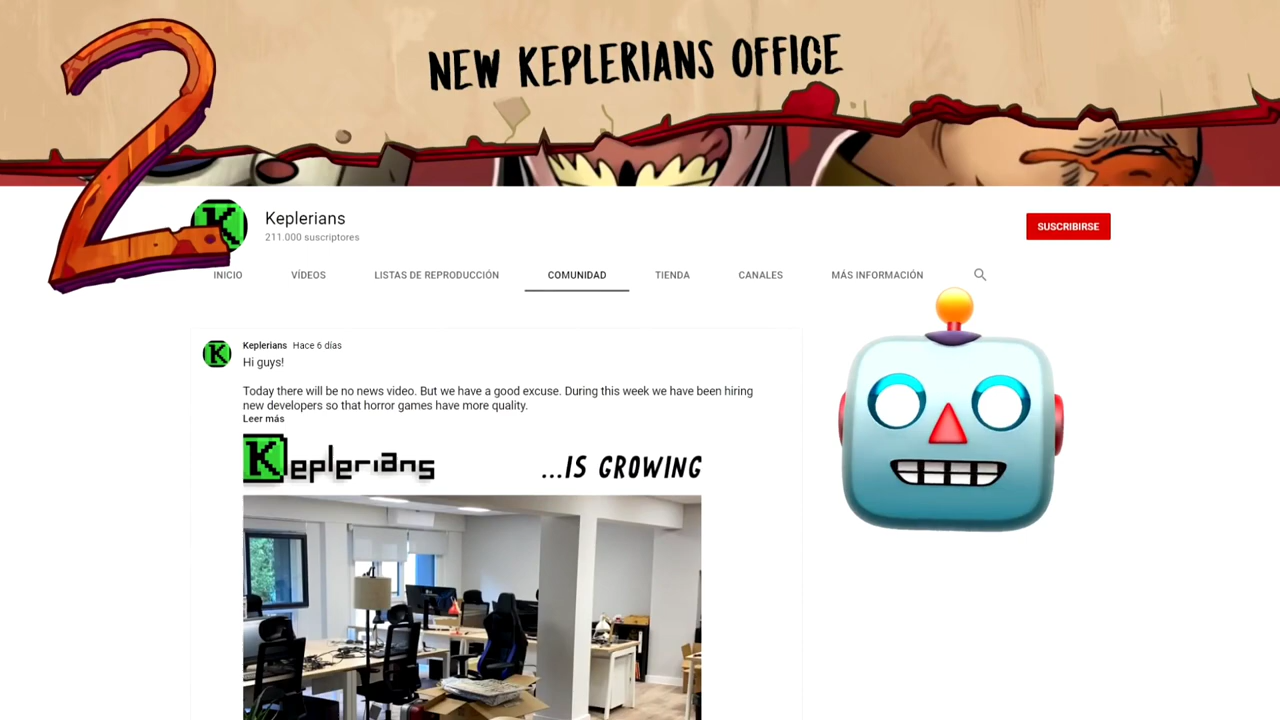 2
NEW KEPLERIANS OFFICE
K
Keplerians
211.000 suscriptores
SUSCRIBIRSE
INICIO VÍDEOS LISTAS DE REPRODUCCIÓN COMUNIDAD TIENDA CANALES MÁS INFORMACIÓN
K
Keplerians Hace 6 días
Hi guys!
Today there will be no news video. But we have a good excuse. During this week we have been hiring
new developers so that horror games have more quality.
Leer más
Keplerians ...IS GROWING